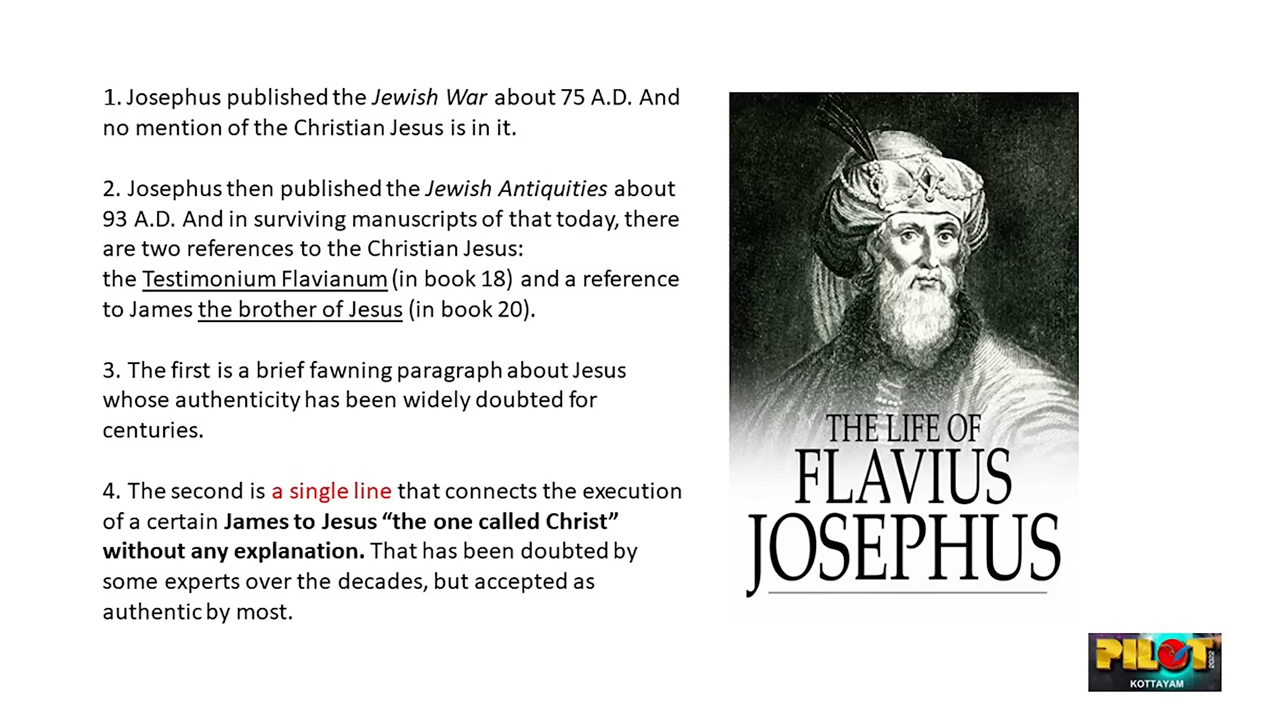 1. Josephus published the Jewish War about 75 A.D. And
no mention of the Christian Jesus is in it.
2. Josephus then published the Jewish Antiquities about
93 A.D. And in surviving manuscripts of that today, there
are two references to the Christian Jesus:
the Testimonium Flavianum (in book 18) and a reference
to James the brother of Jesus (in book 20).
3. The first is a brief fawning paragraph about Jesus
whose authenticity has been widely doubted for
centuries.
4. The second is a single line that connects the execution
of a certain James to Jesus “the one called Christ”
without any explanation. That has been doubted by
some experts over the decades, but accepted as
authentic by most.
THE LIFE OF
FLAVIUS
JOSEPHUS
PILOT
2022
KOTTAYAM